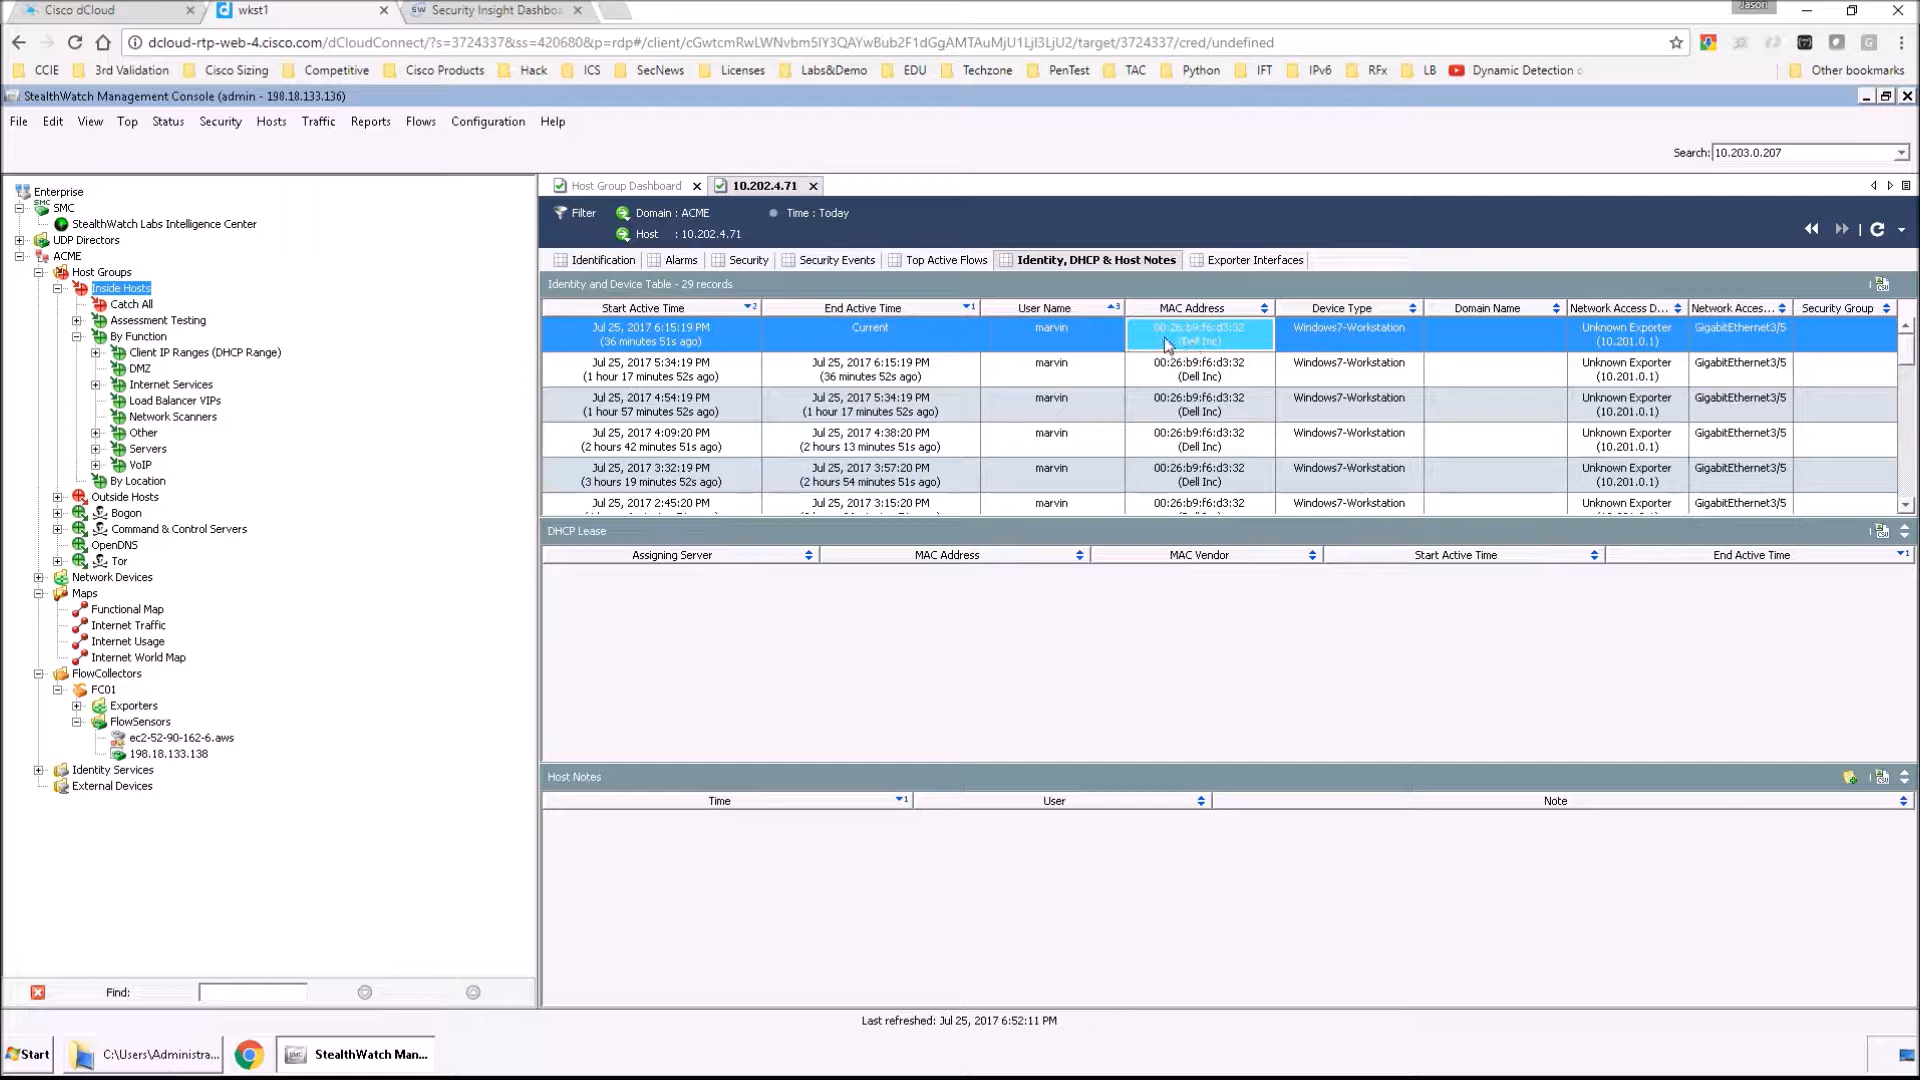 Cisco dCloud
wkst1
Security Insight Dashbo
Jason
dcloud-rtp-web-4.cisco.com/dCloudConnect/?s=3724337&ss=420680&p=rdp#/client/cGwtcmRwLWNvbm5lY3QAYwBub2F1dGgAMTAuMjU1LjI3LjU2/target/3724337/cred/undefined
CCIE 3rd Validation Cisco Sizing Competitive Cisco Products Hack ICS SecNews Licenses Labs&Demo EDU Techzone PenTest TAC Python IFT IPv6 RFx LB Dynamic Detection Other bookmarks
StealthWatch Management Console (admin - 198.18.133.136)
File Edit View Top Status Security Hosts Traffic Reports Flows Configuration Help
Search: 10.203.0.207
Enterprise
SMC
StealthWatch Labs Intelligence Center
UDP Directors
ACME
Host Groups
Inside Hosts
Catch All
Assessment Testing
By Function
Client IP Ranges (DHCP Range)
DMZ
Internet Services
Load Balancer VIPs
Network Scanners
Other
Servers
VoIP
By Location
Outside Hosts
Bogon
Command & Control Servers
OpenDNS
Tor
Network Devices
Maps
Functional Map
Internet Traffic
Internet Usage
Internet World Map
FlowCollectors
FC01
Exporters
FlowSensors
ec2-52-90-162-6.aws
198.18.133.138
Identity Services
External Devices
Find:
Host Group Dashboard 10.202.4.71
Filter Domain : ACME Time : Today
Host : 10.202.4.71
Identification Alarms Security Security Events Top Active Flows Identity, DHCP & Host Notes Exporter Interfaces
Identity and Device Table - 29 records
Start Active Time End Active Time User Name MAC Address Device Type Domain Name Network Access D... Network Acces... Security Group
Jul 25, 2017 6:15:19 PM Current marvin 00:26:b9:f6:d3:32 Windows7-Workstation Unknown Exporter GigabitEthernet3/5
(36 minutes 51s ago) (Dell Inc) (10.201.0.1)
Jul 25, 2017 5:34:19 PM Jul 25, 2017 6:15:19 PM marvin 00:26:b9:f6:d3:32 Windows7-Workstation Unknown Exporter GigabitEthernet3/5
(1 hour 17 minutes 52s ago) (36 minutes 52s ago) (Dell Inc) (10.201.0.1)
Jul 25, 2017 4:54:19 PM Jul 25, 2017 5:34:19 PM marvin 00:26:b9:f6:d3:32 Windows7-Workstation Unknown Exporter GigabitEthernet3/5
(1 hour 57 minutes 52s ago) (1 hour 17 minutes 52s ago) (Dell Inc) (10.201.0.1)
Jul 25, 2017 4:09:20 PM Jul 25, 2017 4:38:20 PM marvin 00:26:b9:f6:d3:32 Windows7-Workstation Unknown Exporter GigabitEthernet3/5
(2 hours 42 minutes 51s ago) (2 hours 13 minutes 51s ago) (Dell Inc) (10.201.0.1)
Jul 25, 2017 3:32:19 PM Jul 25, 2017 3:57:20 PM marvin 00:26:b9:f6:d3:32 Windows7-Workstation Unknown Exporter GigabitEthernet3/5
(3 hours 19 minutes 52s ago) (2 hours 54 minutes 51s ago) (Dell Inc) (10.201.0.1)
Jul 25, 2017 2:45:20 PM Jul 25, 2017 3:15:20 PM marvin 00:26:b9:f6:d3:32 Windows7-Workstation Unknown Exporter GigabitEthernet3/5
DHCP Lease
Assigning Server MAC Address MAC Vendor Start Active Time End Active Time
Host Notes
Time User Note
Last refreshed: Jul 25, 2017 6:52:11 PM
Start C:\Users\Administra... StealthWatch Man...